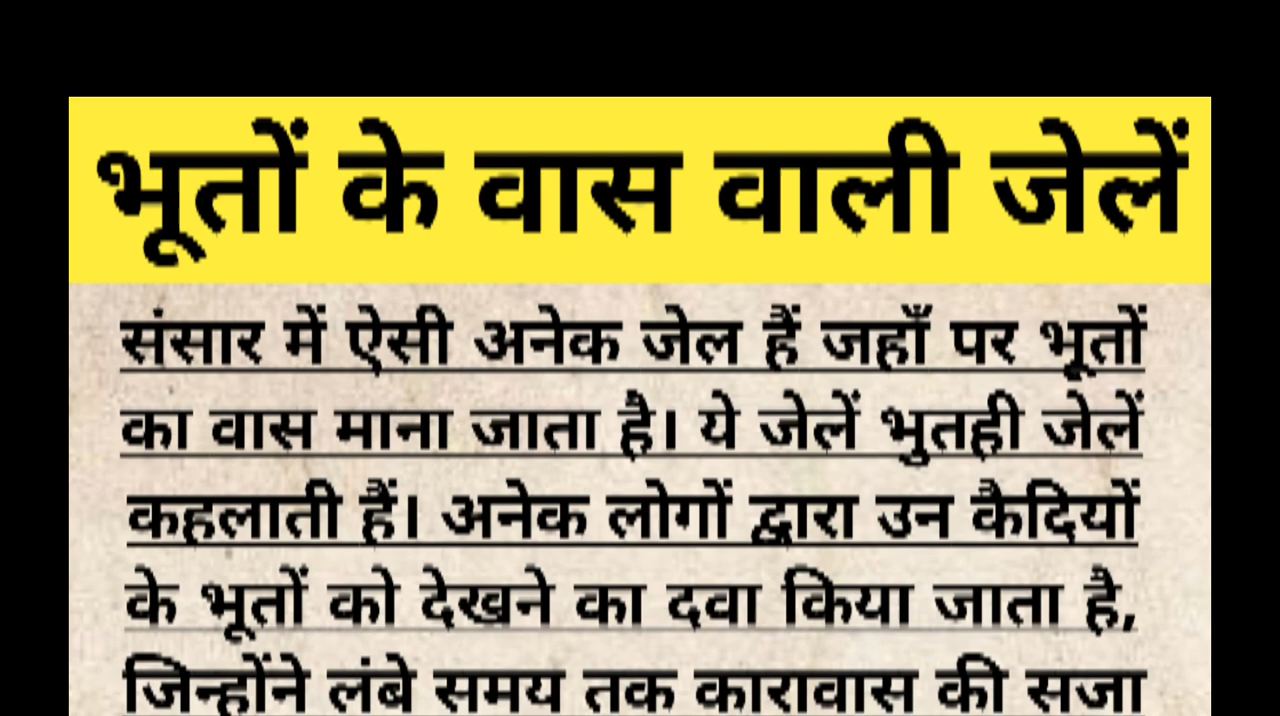 भूतों के वास वाली जेलें
संसार में ऐसी अनेक जेल हैं जहाँ पर भूतों
का वास माना जाता है। ये जेलें भुतही जेलें
कहलाती हैं। अनेक लोगों द्वारा उन कैदियों
के भूतों को देखने का दवा किया जाता है,
जिन्होंने लंबे समय तक कारावास की सजा